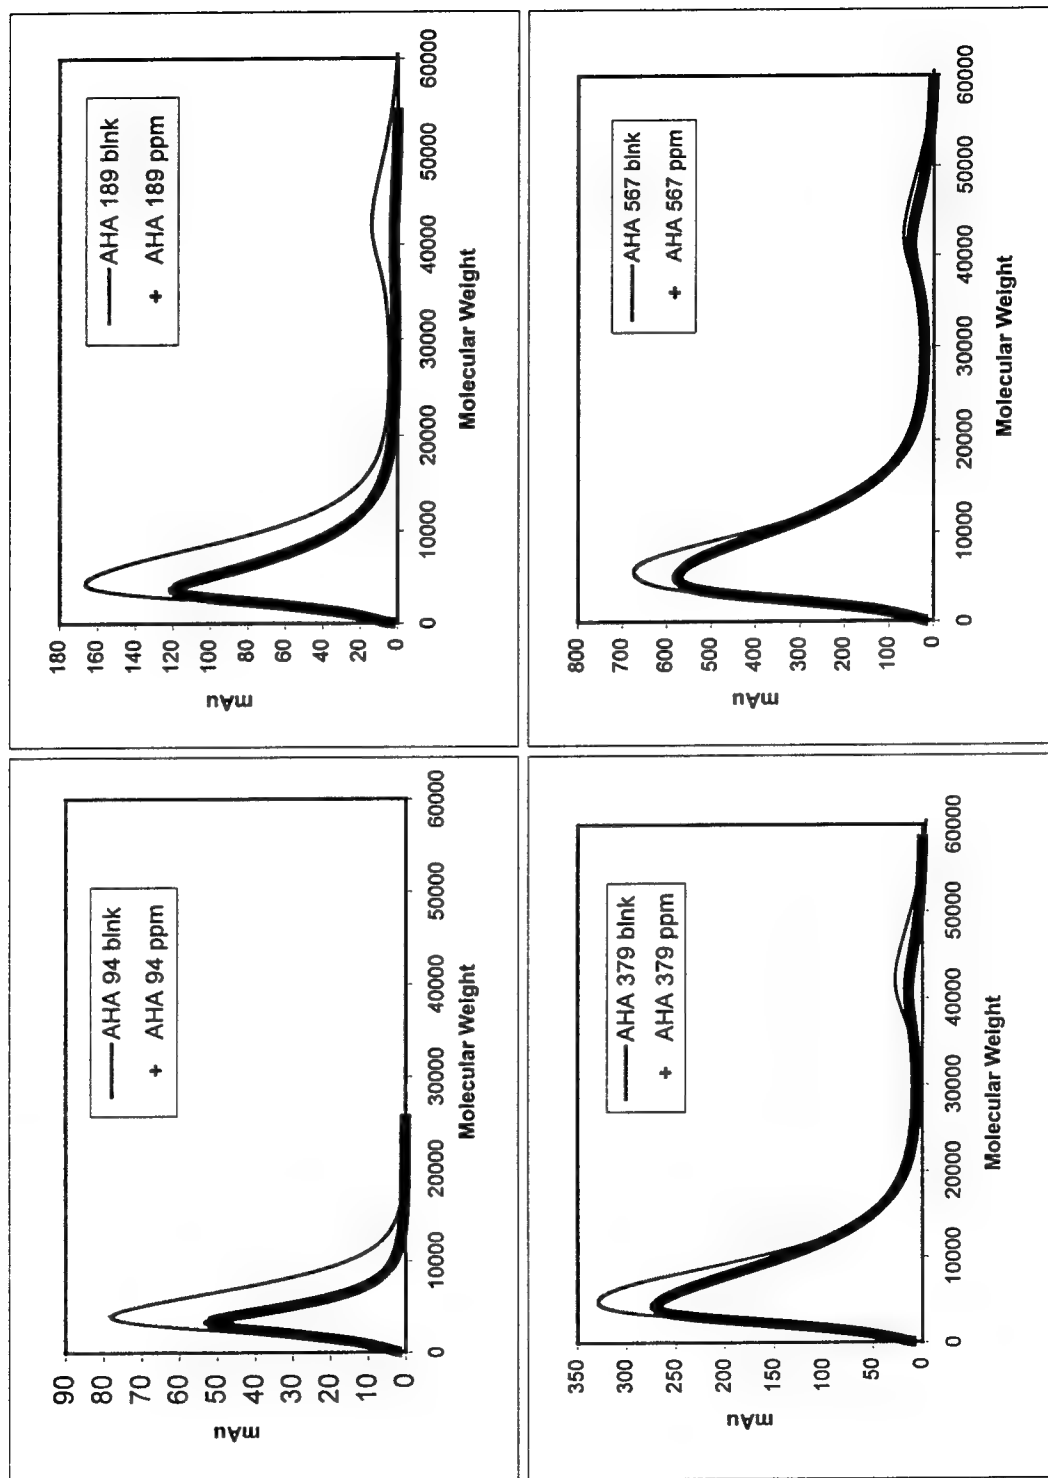 90
80
70
60
50
40
30
20
10
0
mAu
AHA 94 blnk
AHA 94 ppm
0 10000 20000 30000 40000 50000 60000
Molecular Weight
180
160
140
120
100
80
60
40
20
0
mAu
AHA 189 blnk
AHA 189 ppm
0 10000 20000 30000 40000 50000 60000
Molecular Weight
350
300
250
200
150
100
50
0
mAu
AHA 379 blnk
AHA 379 ppm
0 10000 20000 30000 40000 50000 60000
Molecular Weight
800
700
600
500
400
300
200
100
0
mAu
AHA 567 blnk
AHA 567 ppm
0 10000 20000 30000 40000 50000 60000
Molecular Weight